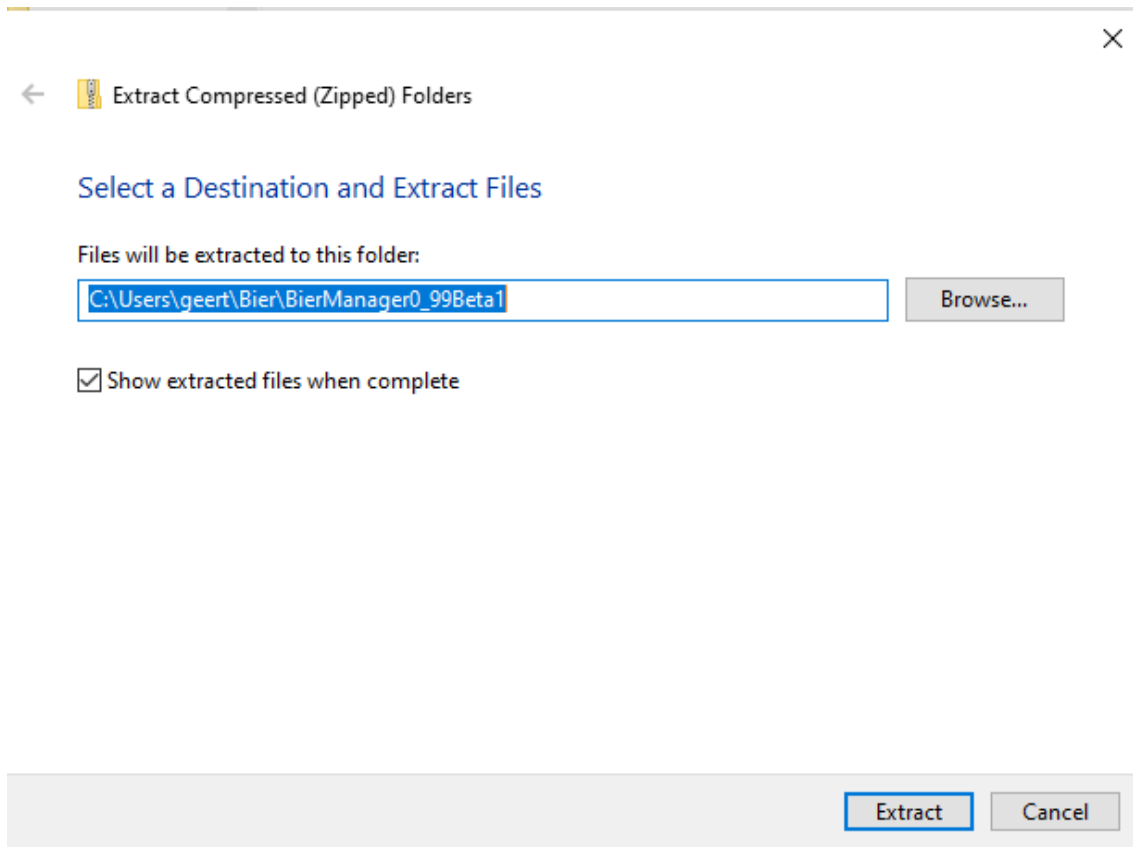 Extract Compressed (Zipped) Folders
Select a Destination and Extract Files
Files will be extracted to this folder:
C:\Users\geert\Bier\BierManager0_99Beta1
Browse...
Show extracted files when complete
Extract
Cancel